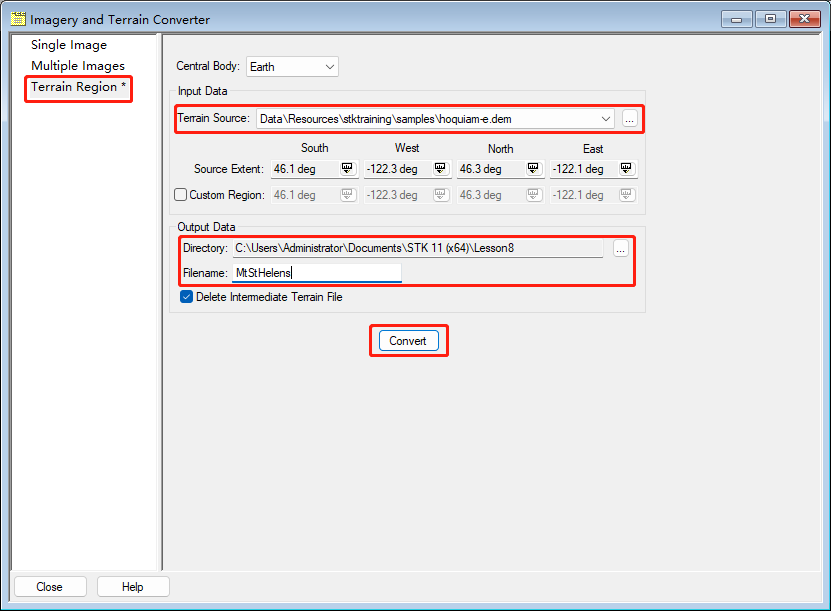 Imagery and Terrain Converter
Single Image
Multiple Images
Terrain Region *
Central Body: Earth
Input Data
Terrain Source: Data\Resources\stktraining\samples\hoquiam-e.dem ...
South West North East
Source Extent: 46.1 deg -122.3 deg 46.3 deg -122.1 deg
Custom Region: 46.1 deg -122.3 deg 46.3 deg -122.1 deg
Output Data
Directory: C:\Users\Administrator\Documents\STK 11 (x64)\Lesson8 ...
Filename: MtStHelens
Delete Intermediate Terrain File
Convert
Close Help